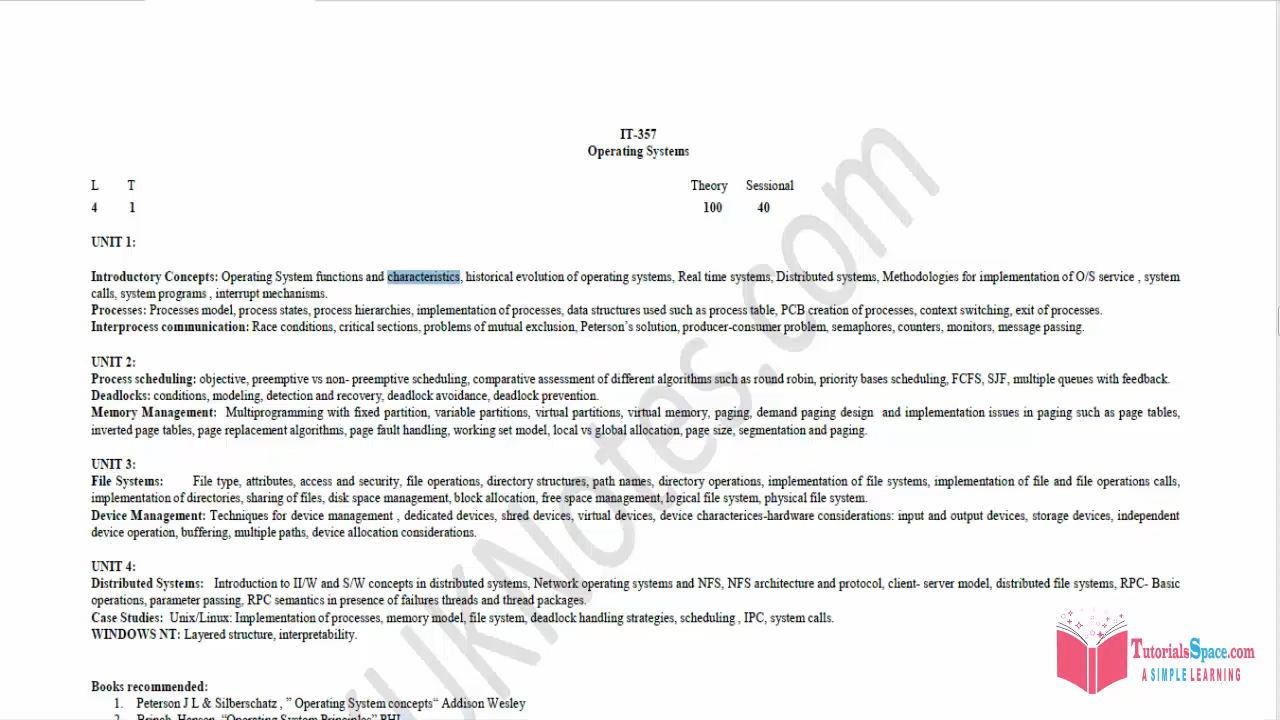 IT-357
Operating Systems
L T Theory Sessional
4 1 100 40
UNIT 1:
Introductory Concepts: Operating System functions and characteristics, historical evolution of operating systems, Real time systems, Distributed systems, Methodologies for implementation of O/S service , system
calls, system programs , interrupt mechanisms.
Processes: Processes model, process states, process hierarchies, implementation of processes, data structures used such as process table, PCB creation of processes, context switching, exit of processes.
Interprocess communication: Race conditions, critical sections, problems of mutual exclusion, Peterson's solution, producer-consumer problem, semaphores, counters, monitors, message passing.
UNIT 2:
Process scheduling: objective, preemptive vs non- preemptive scheduling, comparative assessment of different algorithms such as round robin, priority bases scheduling, FCFS, SJF, multiple queues with feedback.
Deadlocks: conditions, modeling, detection and recovery, deadlock avoidance, deadlock prevention.
Memory Management: Multiprogramming with fixed partition, variable partitions, virtual partitions, virtual memory, paging, demand paging design and implementation issues in paging such as page tables,
inverted page tables, page replacement algorithms, page fault handling, working set model, local vs global allocation, page size, segmentation and paging.
UNIT 3:
File Systems: File type, attributes, access and security, file operations, directory structures, path names, directory operations, implementation of file systems, implementation of file and file operations calls,
implementation of directories, sharing of files, disk space management, block allocation, free space management, logical file system, physical file system.
Device Management: Techniques for device management , dedicated devices, shred devices, virtual devices, device characterices-hardware considerations: input and output devices, storage devices, independent
device operation, buffering, multiple paths, device allocation considerations.
UNIT 4:
Distributed Systems: Introduction to II/W and S/W concepts in distributed systems, Network operating systems and NFS, NFS architecture and protocol, client- server model, distributed file systems, RPC- Basic
operations, parameter passing, RPC semantics in presence of failures threads and thread packages.
Case Studies: Unix/Linux: Implementation of processes, memory model, file system, deadlock handling strategies, scheduling , IPC, system calls.
WINDOWS NT: Layered structure, interpretability.
Books recommended:
1. Peterson J L & Silberschatz , " Operating System concepts" Addison Wesley
2. Brinch, Hansen, "Operating System Principles" PHI
UKNotes.com
TutorialsSpace.com
A SIMPLE LEARNING